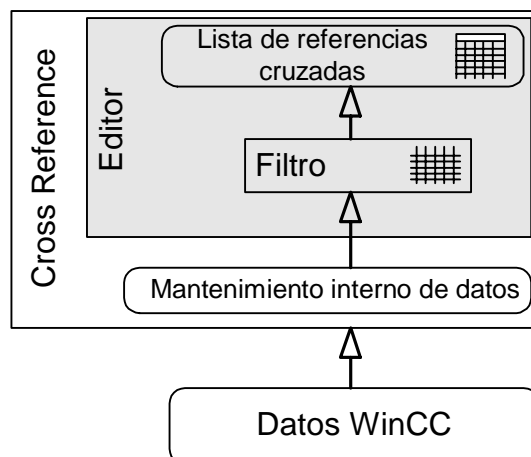 Lista de referencias
cruzadas
Editor
Filtro
Cross Reference
Mantenimiento interno de datos
Datos WinCC